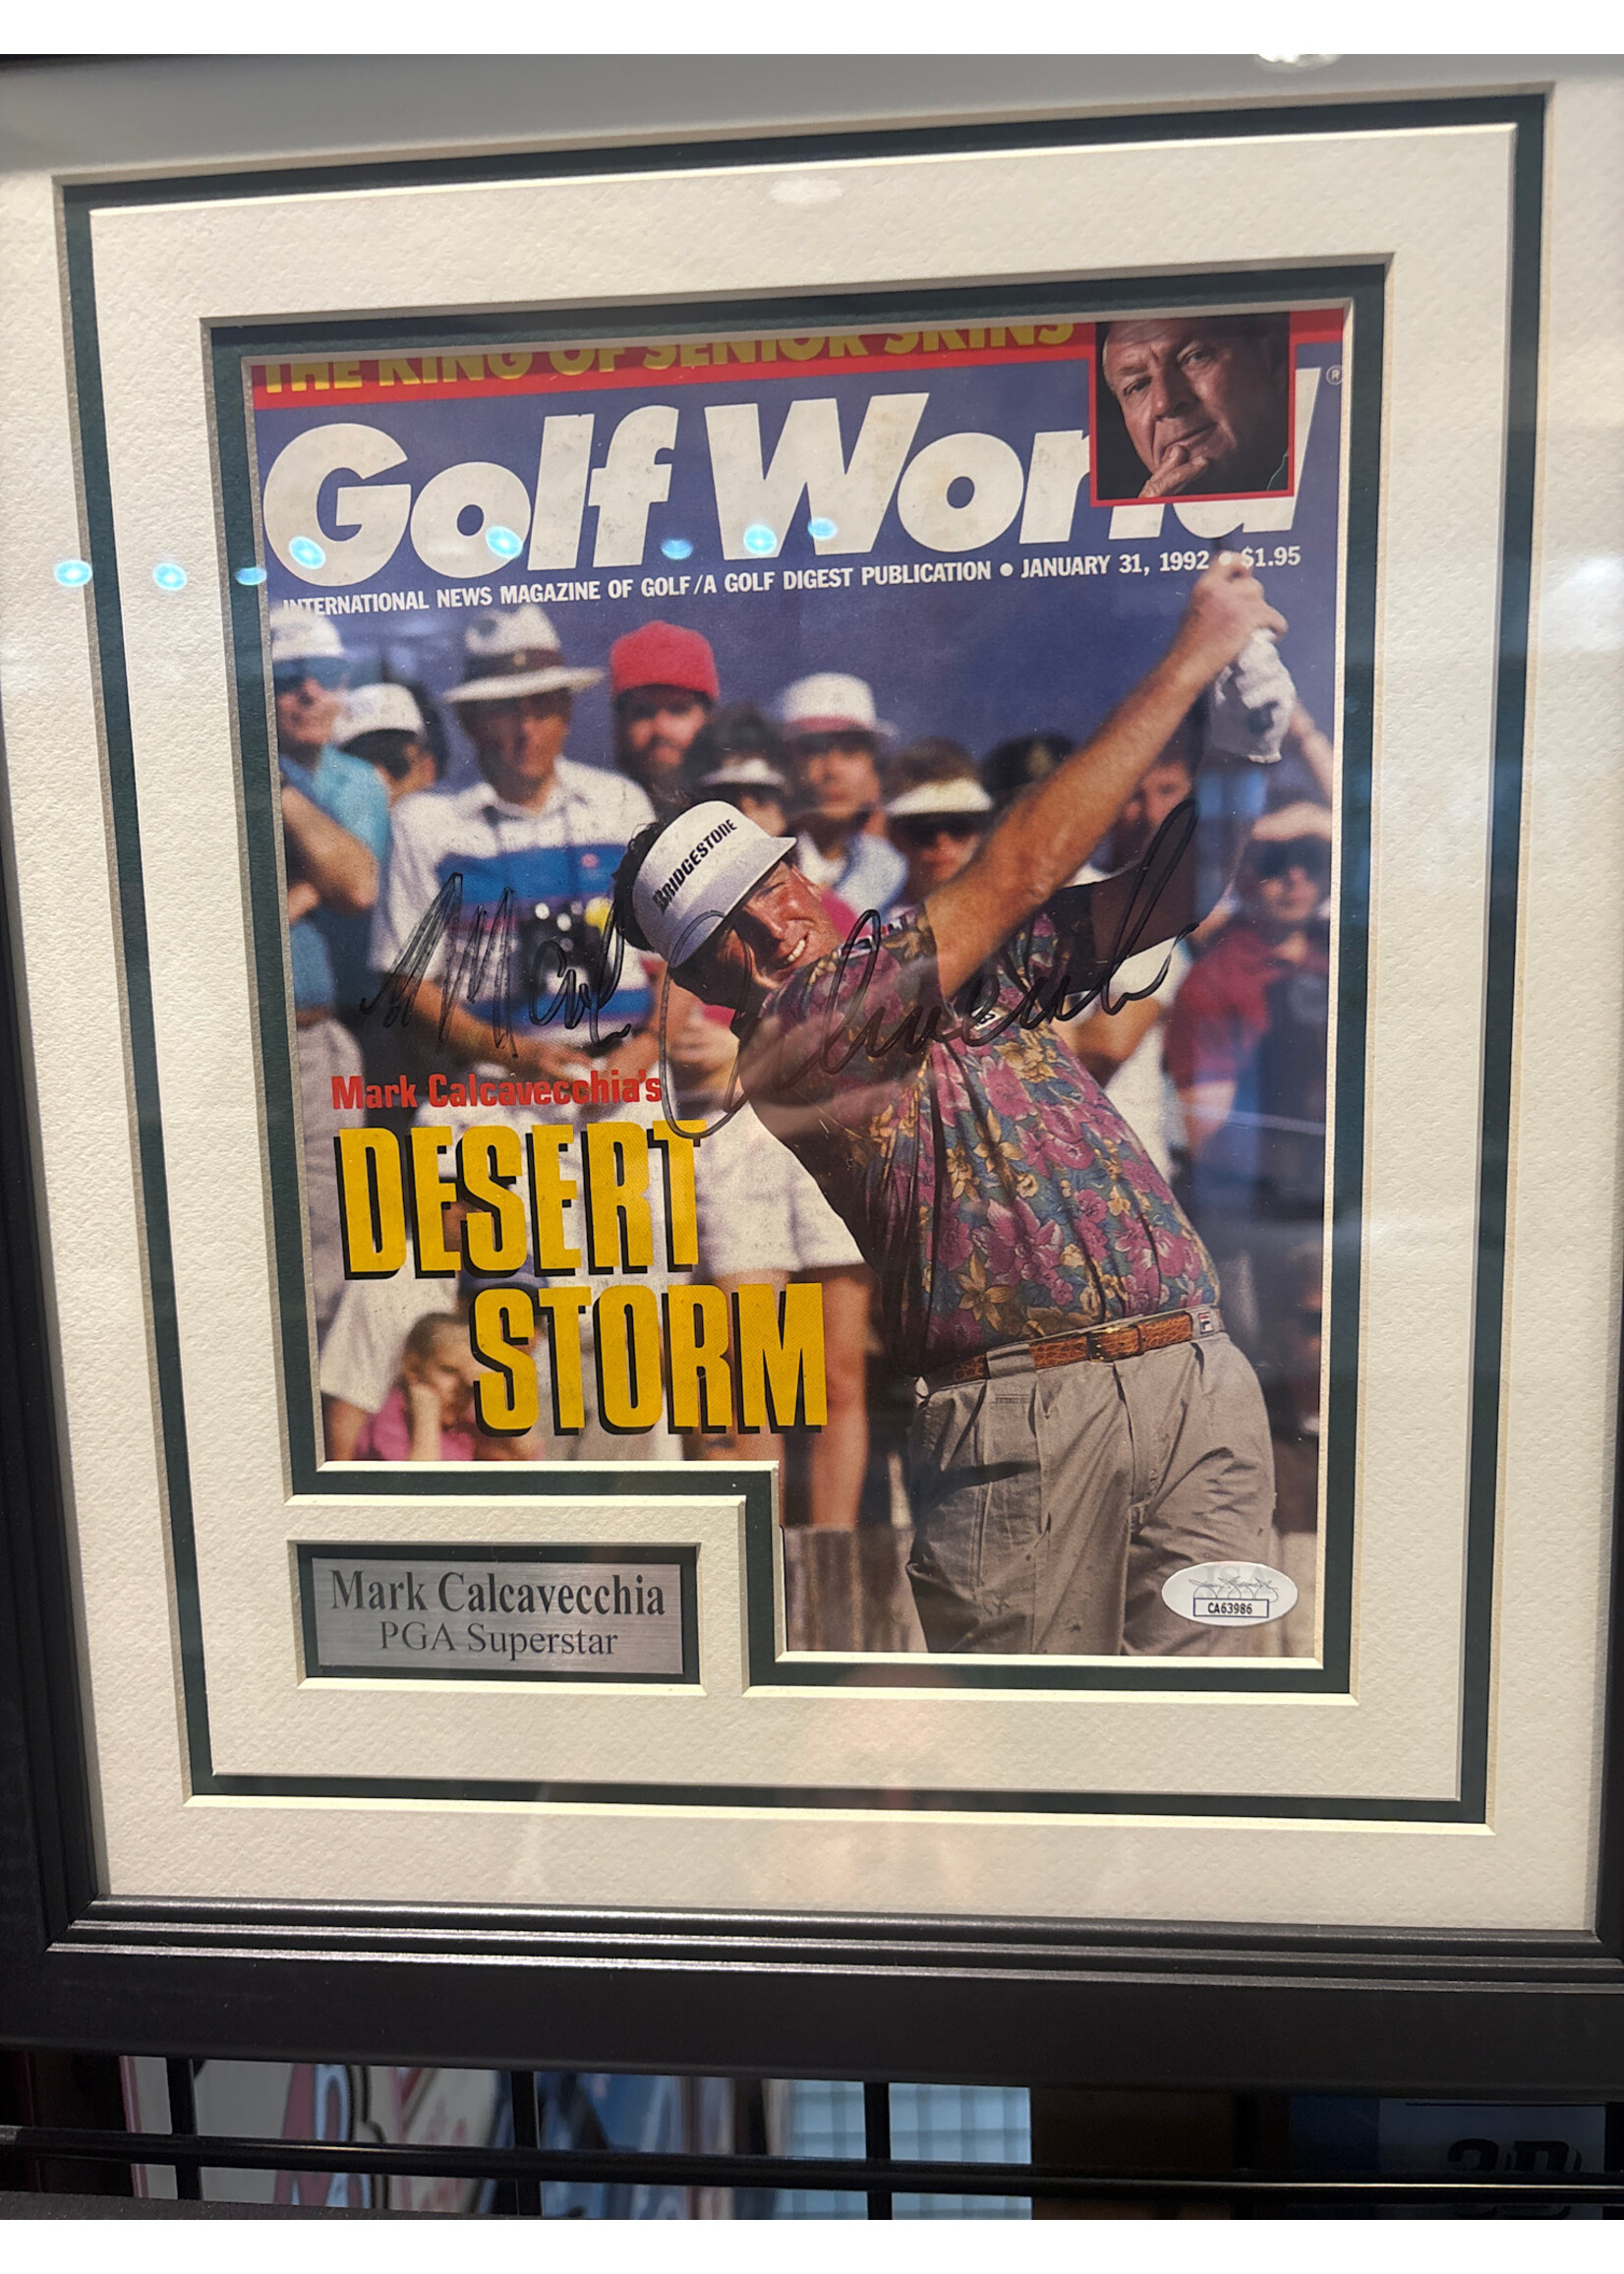 THE KING OF SENIOR SKINS
Golf World®
INTERNATIONAL NEWS MAGAZINE OF GOLF/A GOLF DIGEST PUBLICATION • JANUARY 31, 1992 • $1.95
BRIDGESTONE
Mark Calcavecchia's
DESERT
STORM
Mark Calcavecchia
PGA Superstar
CA63986